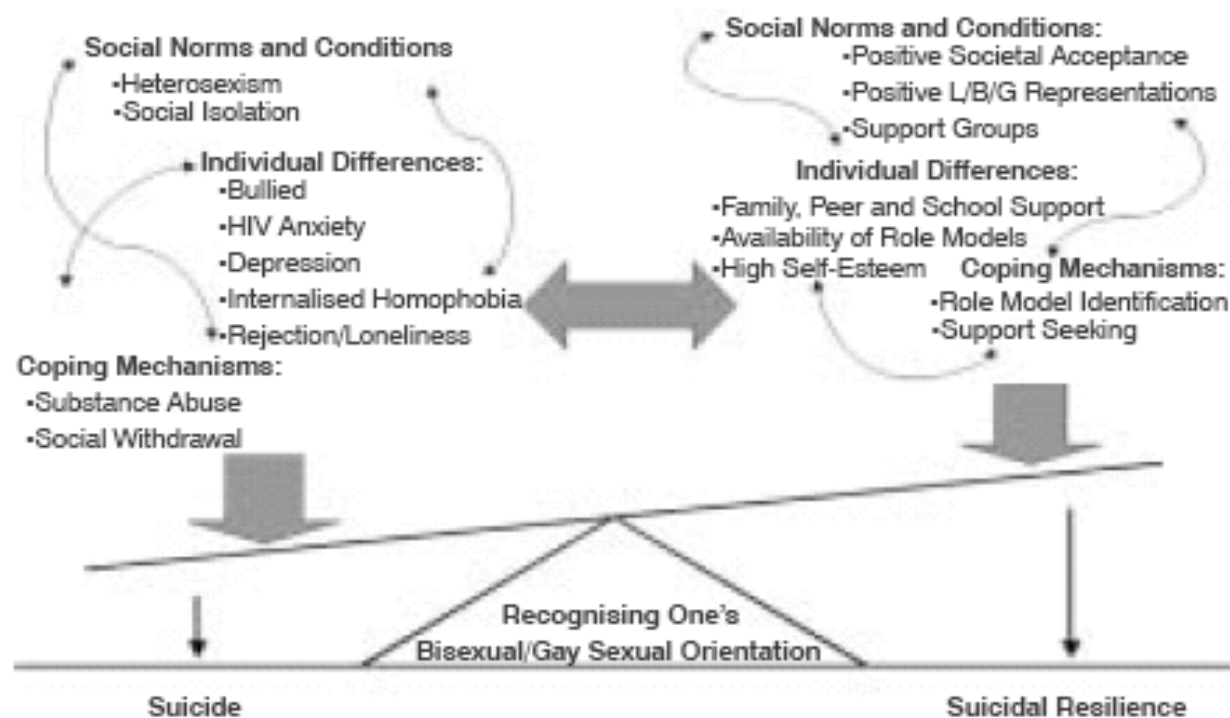 Social Norms and Conditions
•Heterosexism
•Social Isolation
Individual Differences:
•Bullied
•HIV Anxiety
•Depression
•Internalised Homophobia
•Rejection/Loneliness
Coping Mechanisms:
•Substance Abuse
•Social Withdrawal
Social Norms and Conditions:
•Positive Societal Acceptance
•Positive L/B/G Representations
•Support Groups
Individual Differences:
•Family, Peer and School Support
•Availability of Role Models
•High Self-Esteem
Coping Mechanisms:
•Role Model Identification
•Support Seeking
Recognising One's
Bisexual/Gay Sexual Orientation
Suicide
Suicidal Resilience